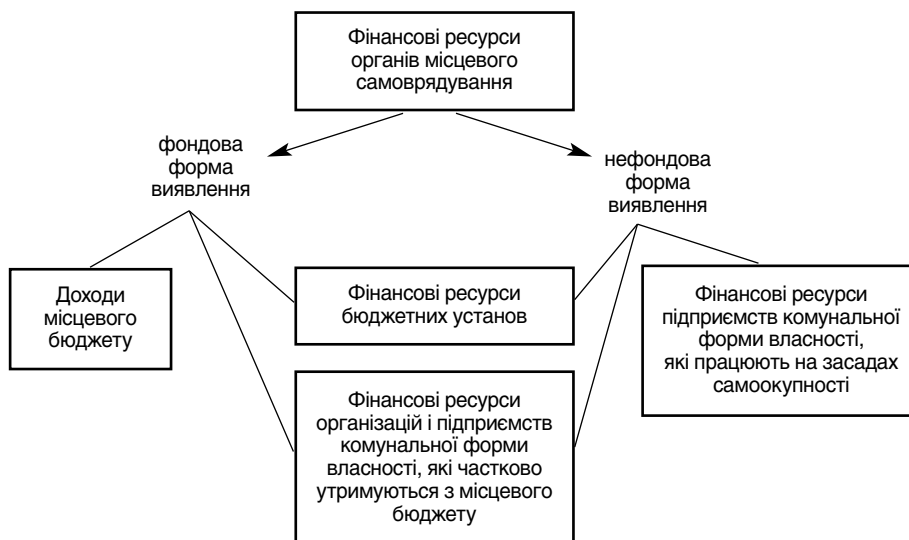 Фінансові ресурси
органів місцевого
самоврядування
фондова
форма
виявлення
нефондова
форма
виявлення
Доходи
місцевого
бюджету
Фінансові ресурси
бюджетних установ
Фінансові ресурси
підприємств комунальної
форми власності,
які працюють на засадах
самоокупності
Фінансові ресурси
організацій і підприємств
комунальної форми
власності, які частково
утримуються з місцевого
бюджету